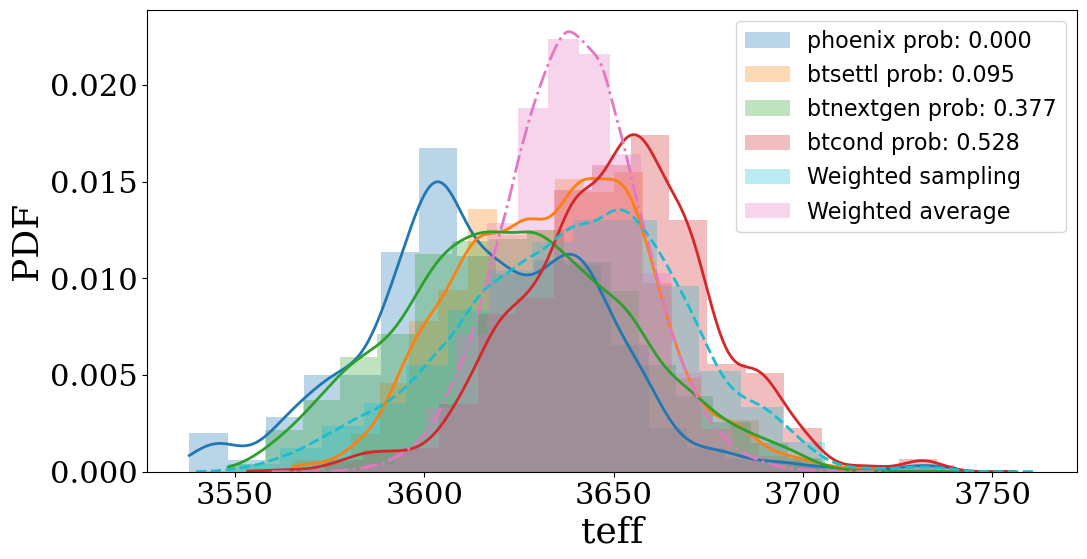 phoenix prob: 0.000
btsettl prob: 0.095
btnextgen prob: 0.377
btcond prob: 0.528
Weighted sampling
Weighted average
PDF
0.020
0.015
0.010
0.005
0.000
3550
3600
3650
3700
3750
teff